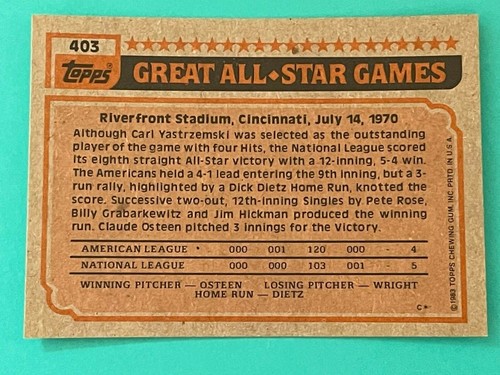 403
Topps®
GREAT ALL★STAR GAMES
Riverfront Stadium, Cincinnati, July 14, 1970
Although Carl Yastrzemski was selected as the outstanding
player of the game with four Hits, the National League scored
its eighth straight All-Star victory with a 12-inning, 5-4 win.
The Americans held a 4-1 lead entering the 9th inning, but a 3-
run rally, highlighted by a Dick Dietz Home Run, knotted the
score. Successive two-out, 12th-inning Singles by Pete Rose,
Billy Grabarkewitz and Jim Hickman produced the winning
run. Claude Osteen pitched 3 innings for the Victory.
AMERICAN LEAGUE - 000 001 120 000 - 4
NATIONAL LEAGUE - 000 000 103 001 - 5
WINNING PITCHER — OSTEEN LOSING PITCHER — WRIGHT
HOME RUN — DIETZ
C*
© 1983 TOPPS CHEWING GUM, INC. PRTD. IN U.S.A.